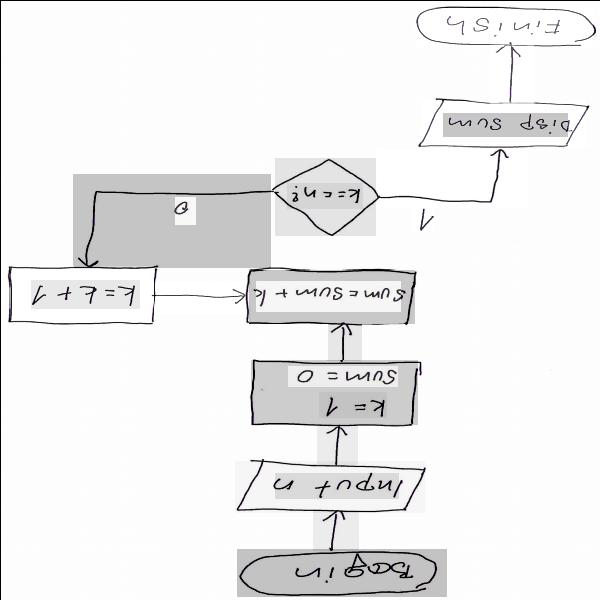 Begin
Input n
k = 1
sum = 0
sum = sum + k
k = k + 1
k == n?
0
1
Disp sum
Finish